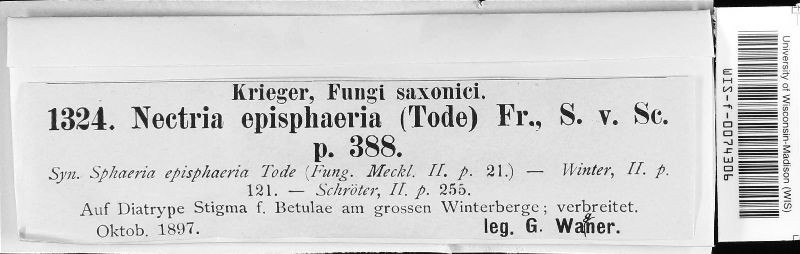 Krieger, Fungi saxonici.
1324. Nectria episphaeria (Tode) Fr., S. v. Sc.
p. 388.
Syn. Sphaeria episphaeria Tode (Fung. Meckl. II. p. 21.) — Winter, II. p.
121. — Schröter, II. p. 255.
Auf Diatrype Stigma f. Betulae am grossen Winterberge; verbreitet.
Oktob. 1897.
leg. G. Wagner.
University of Wisconsin-Madison (WIS)
WIS-f-0074306